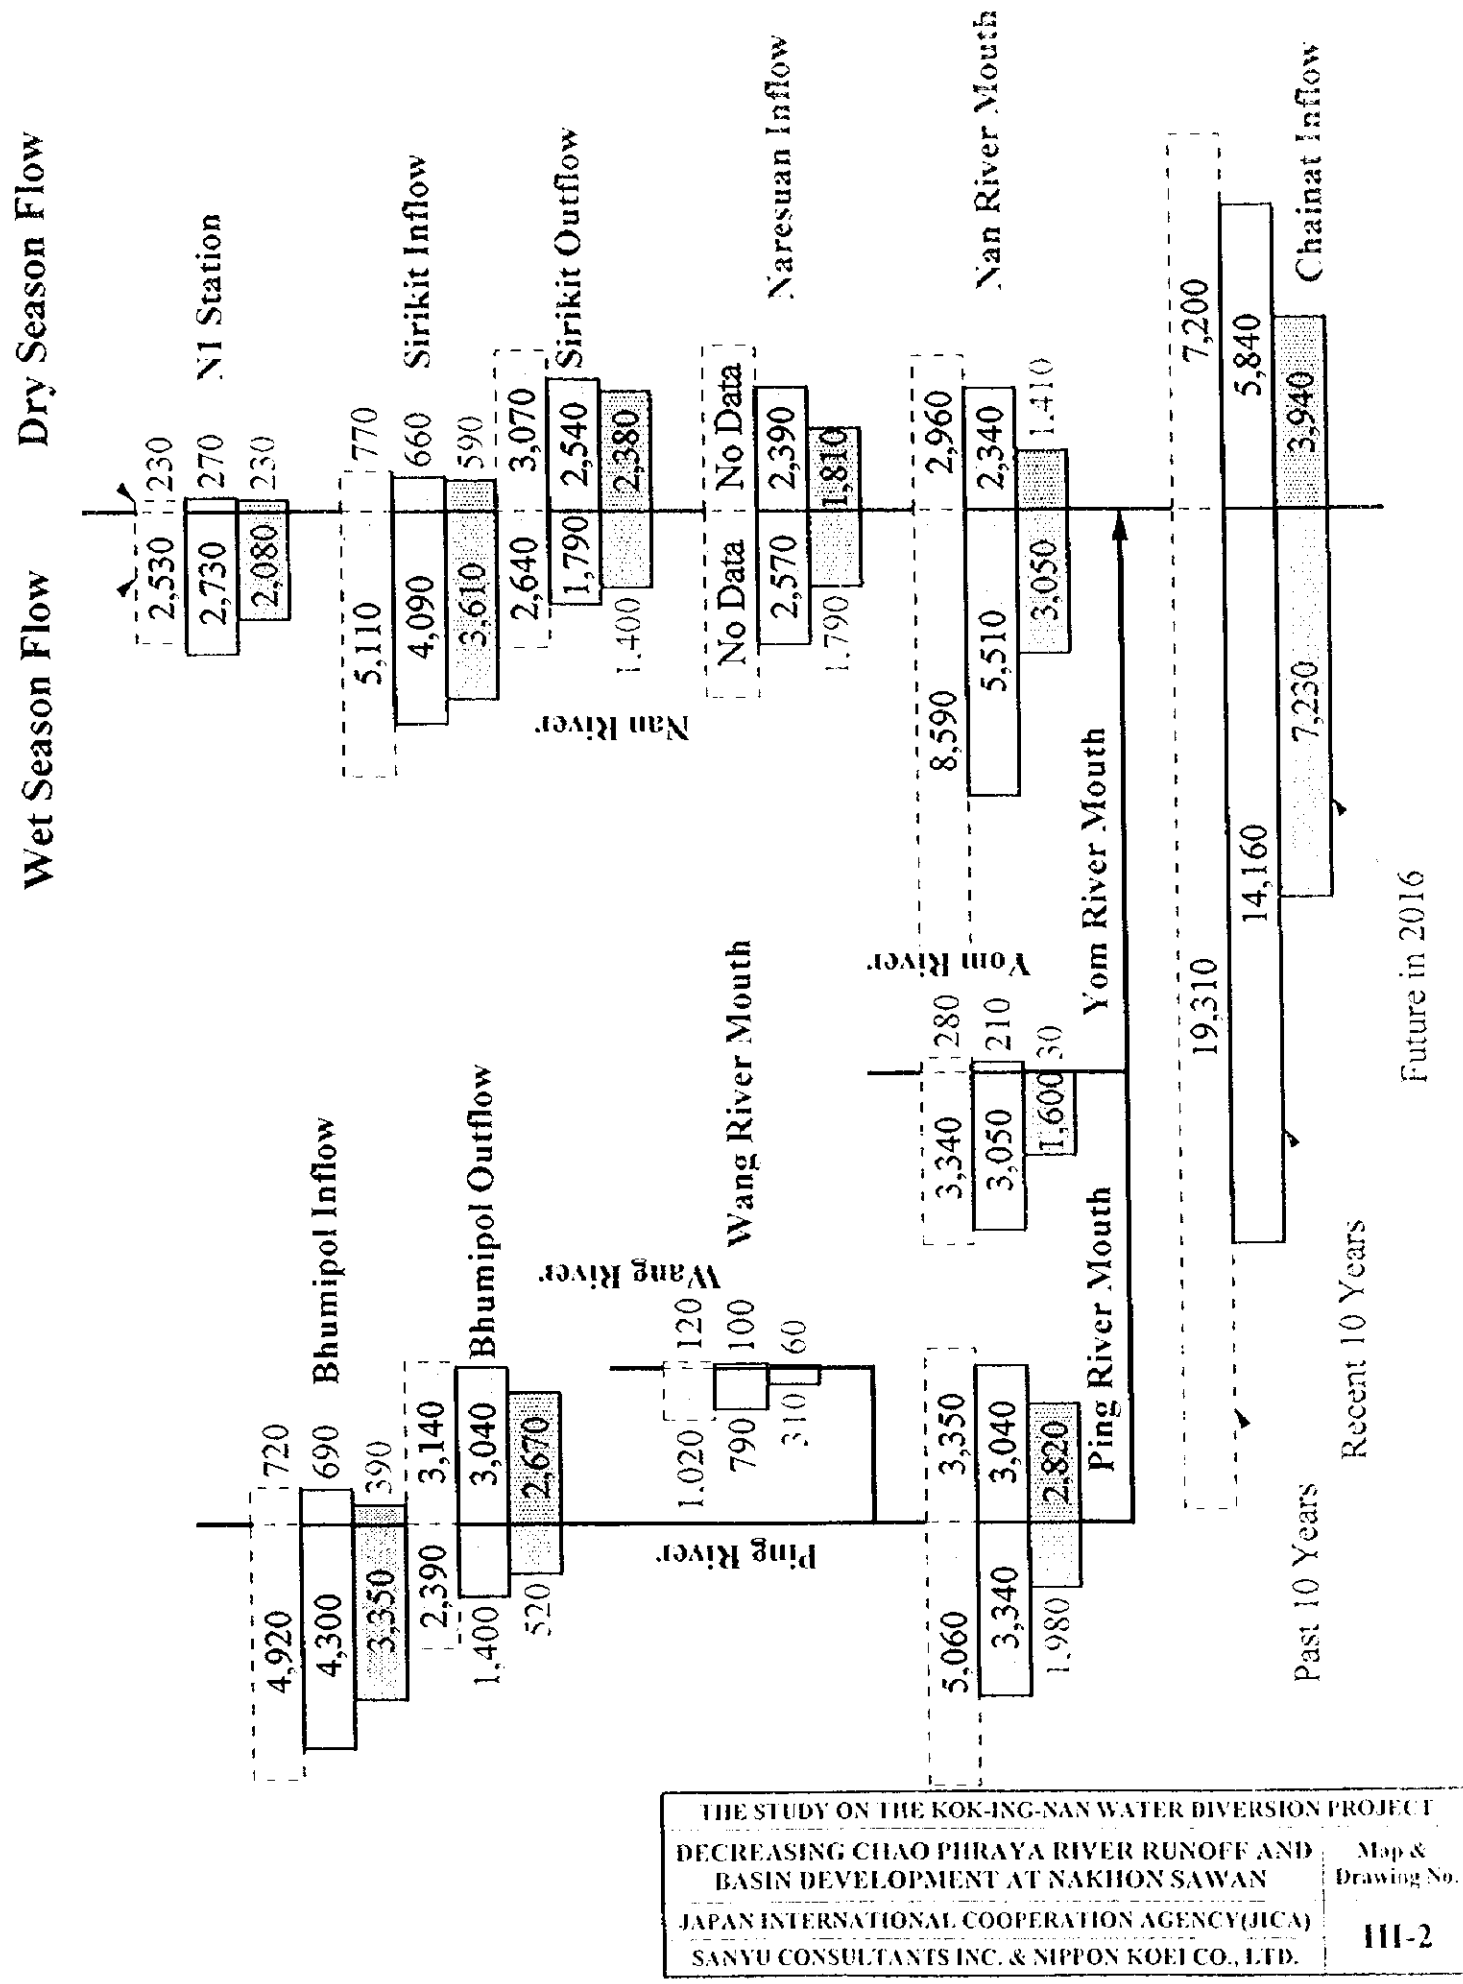 Wet Season Flow
Dry Season Flow
2,530 230
2,730 270
2,080 230
N1 Station
5,110 770
4,090 660
3,610 590
Sirikit Inflow
2,640 3,070
1,790 2,540
1.400 2,380
Sirikit Outflow
Nan River
No Data No Data
2,570 2,390
1.790 1,810
Naresuan Inflow
8,590 2,960
5,510 2,340
3,050 1.410
Nan River Mouth
4,920 720
4,300 690
3,350 390
Bhumipol Inflow
2,390 3,140
1,400 3,040
520 2,670
Bhumipol Outflow
Wang River
1.020 120
790 100
310 60
Wang River Mouth
Ping River
5,060 3,350
3,340 3,040
1.980 2,820
Ping River Mouth
Yom River
3,340 280
3,050 210
1,600 30
Yom River Mouth
19,310 7,200
14,160 5,840
7,230 3,940
Chainat Inflow
Past 10 Years
Recent 10 Years
Future in 2016
THE STUDY ON THE KOK-ING-NAN WATER DIVERSION PROJECT
DECREASING CHAO PHRAYA RIVER RUNOFF AND
BASIN DEVELOPMENT AT NAKHON SAWAN
Map &
Drawing No.
JAPAN INTERNATIONAL COOPERATION AGENCY(JICA)
SANYU CONSULTANTS INC. & NIPPON KOEI CO., LTD.
III-2